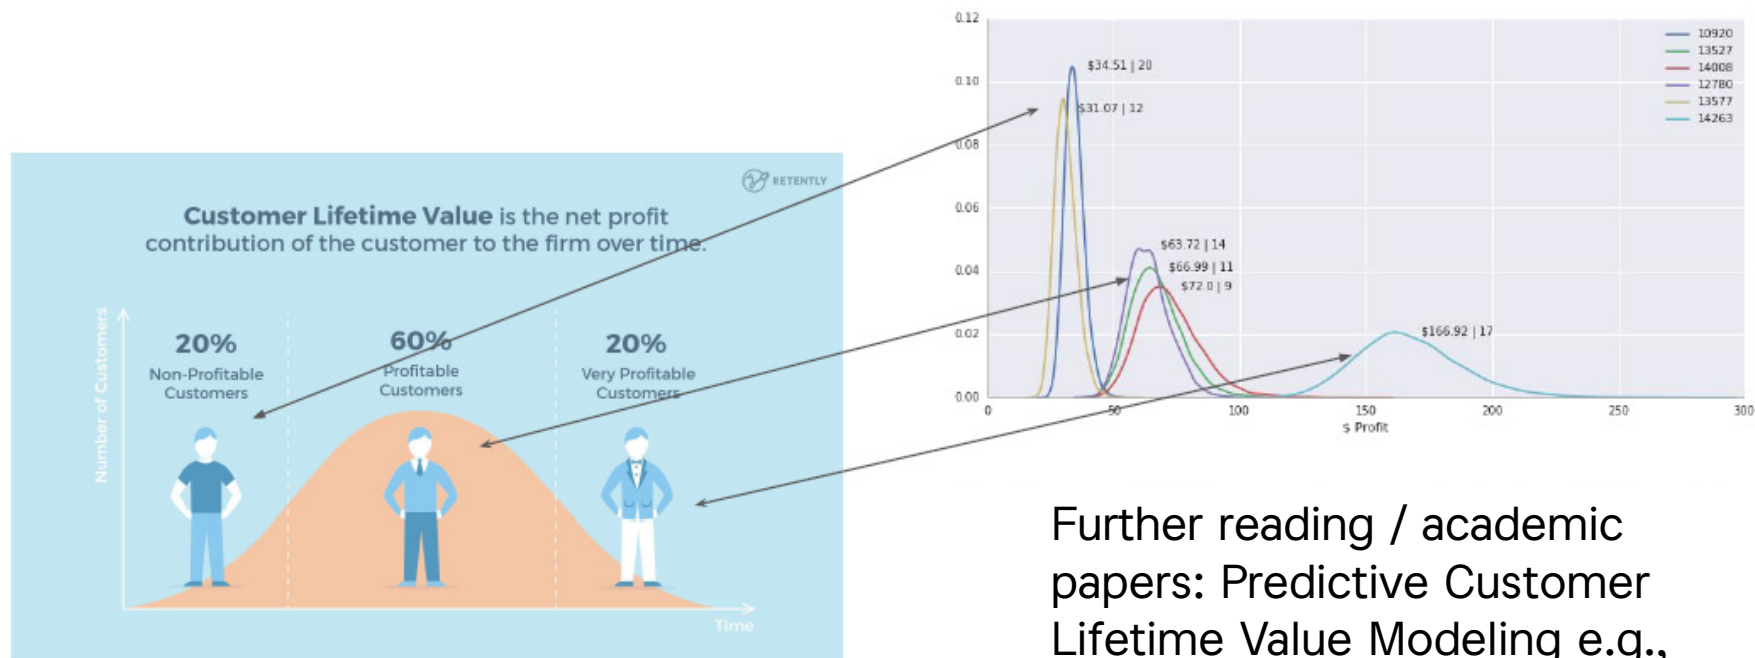 RETENTLY
Customer Lifetime Value is the net profit
contribution of the customer to the firm over time.
Number of Customers
20%
Non-Profitable
Customers
60%
Profitable
Customers
20%
Very Profitable
Customers
Time
0.12
0.10
0.08
0.06
0.04
0.02
0.00
$34.51 | 20
$31.07 | 12
$63.72 | 14
$66.99 | 11
$72.0 | 9
$166.92 | 17
10920
13527
14008
12780
13577
14263
0 50 100 150 200 250 300
$ Profit
Further reading / academic
papers: Predictive Customer
Lifetime Value Modeling e.g.,